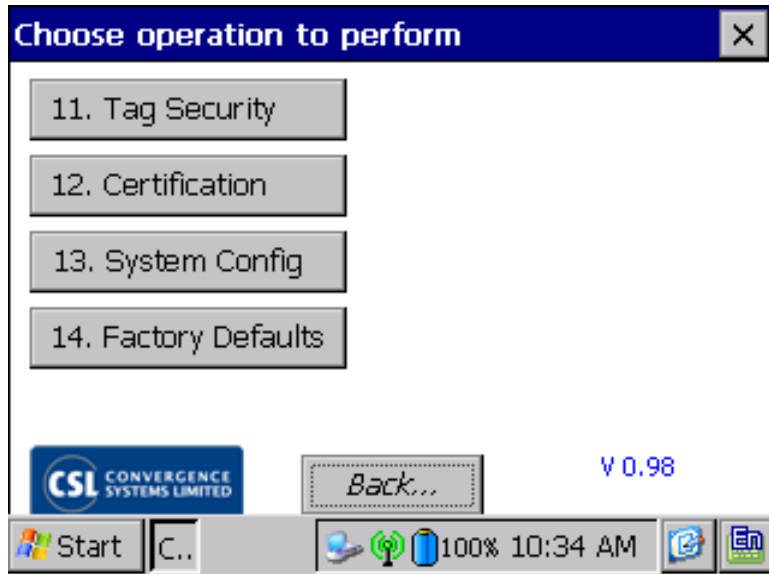 Choose operation to perform
11. Tag Security
12. Certification
13. System Config
14. Factory Defaults
CSL CONVERGENCE
SYSTEMS LIMITED
Back...
V 0.98
Start
C..
100% 10:34 AM
En